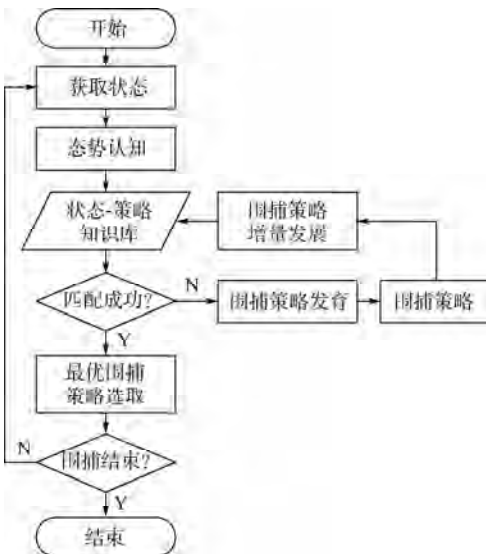 开始
获取状态
态势认知
状态-策略
知识库
围捕策略
增量发展
匹配成功?
N
围捕策略发育
围捕策略
Y
最优围捕
策略选取
N
围捕结束?
Y
结束